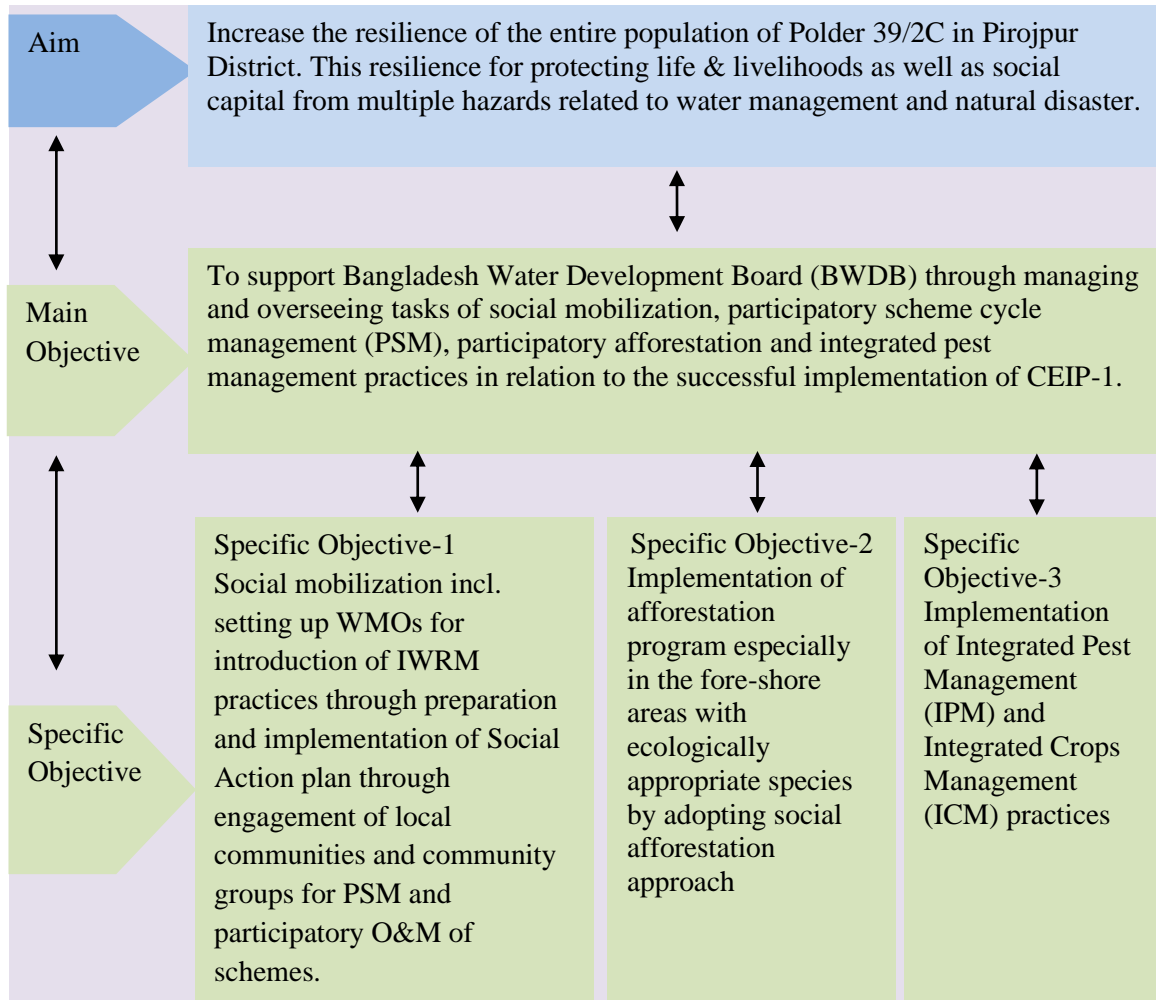 Aim
Increase the resilience of the entire population of Polder 39/2C in Pirojpur
District. This resilience for protecting life & livelihoods as well as social
capital from multiple hazards related to water management and natural disaster.
Main
Objective
To support Bangladesh Water Development Board (BWDB) through managing
and overseeing tasks of social mobilization, participatory scheme cycle
management (PSM), participatory afforestation and integrated pest
management practices in relation to the successful implementation of CEIP-1.
Specific
Objective
Specific Objective-1
Social mobilization incl.
setting up WMOs for
introduction of IWRM
practices through preparation
and implementation of Social
Action plan through
engagement of local
communities and community
groups for PSM and
participatory O&M of
schemes.
Specific Objective-2
Implementation of
afforestation
program especially
in the fore-shore
areas with
ecologically
appropriate species
by adopting social
afforestation
approach
Specific
Objective-3
Implementation
of Integrated Pest
Management
(IPM) and
Integrated Crops
Management
(ICM) practices